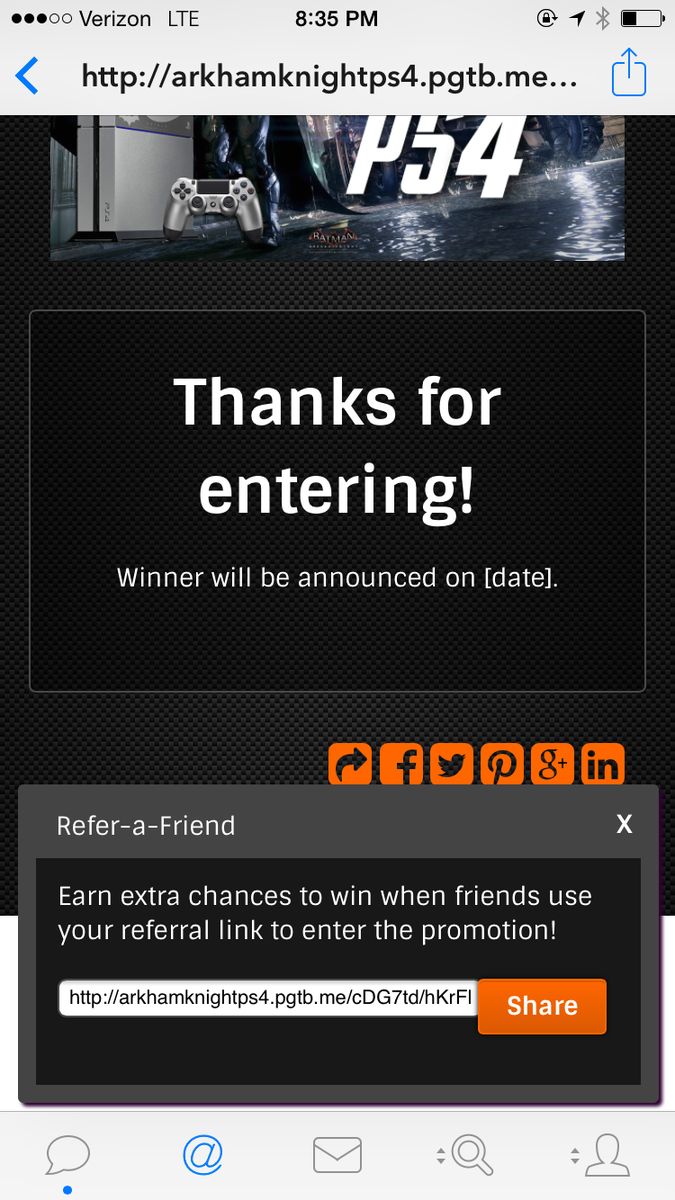 Verizon LTE 8:35 PM
http://arkhamknightps4.pgtb.me...
PS4
PS4
BATMAN
Thanks for
entering!
Winner will be announced on [date].
Refer-a-Friend X
Earn extra chances to win when friends use
your referral link to enter the promotion!
http://arkhamknightps4.pgtb.me/cDG7td/hKrFl Share